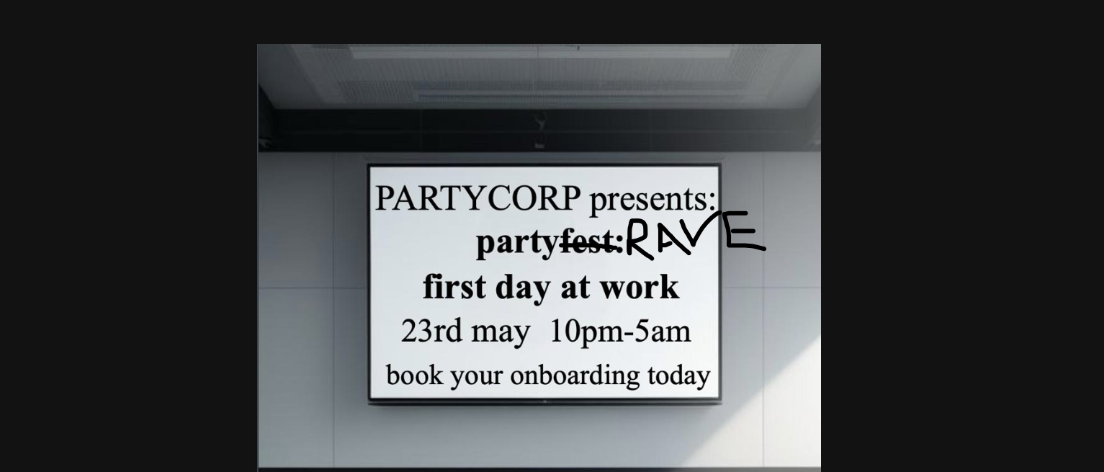 PARTYCORP presents:
partyfest: RAVE
first day at work
23rd may 10pm-5am
book your onboarding today